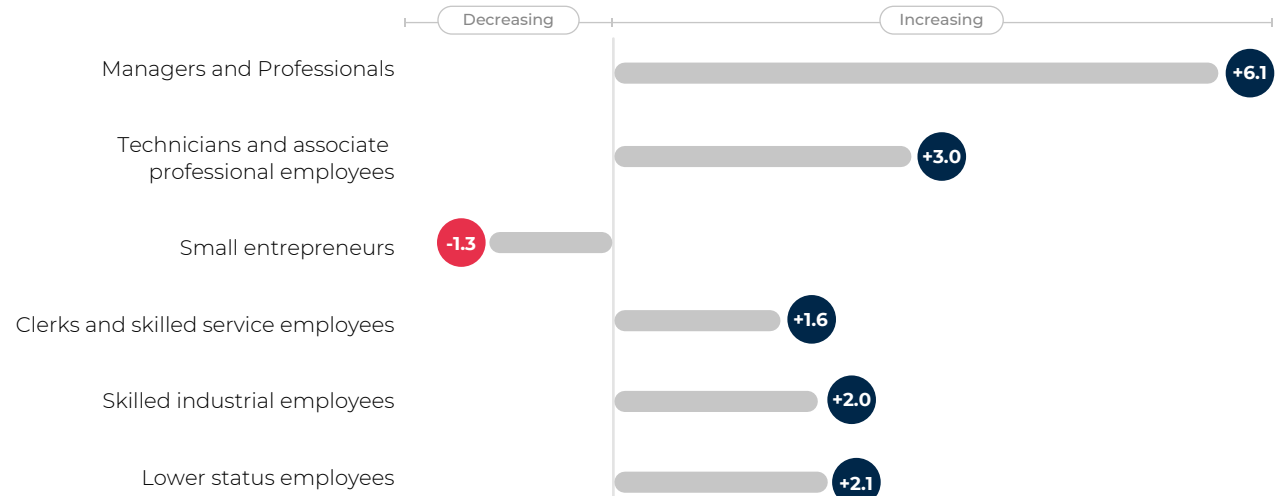 Decreasing
Increasing
Managers and Professionals
+6.1
Technicians and associate
professional employees
+3.0
Small entrepreneurs
-1.3
Clerks and skilled service employees
+1.6
Skilled industrial employees
+2.0
Lower status employees
+2.1